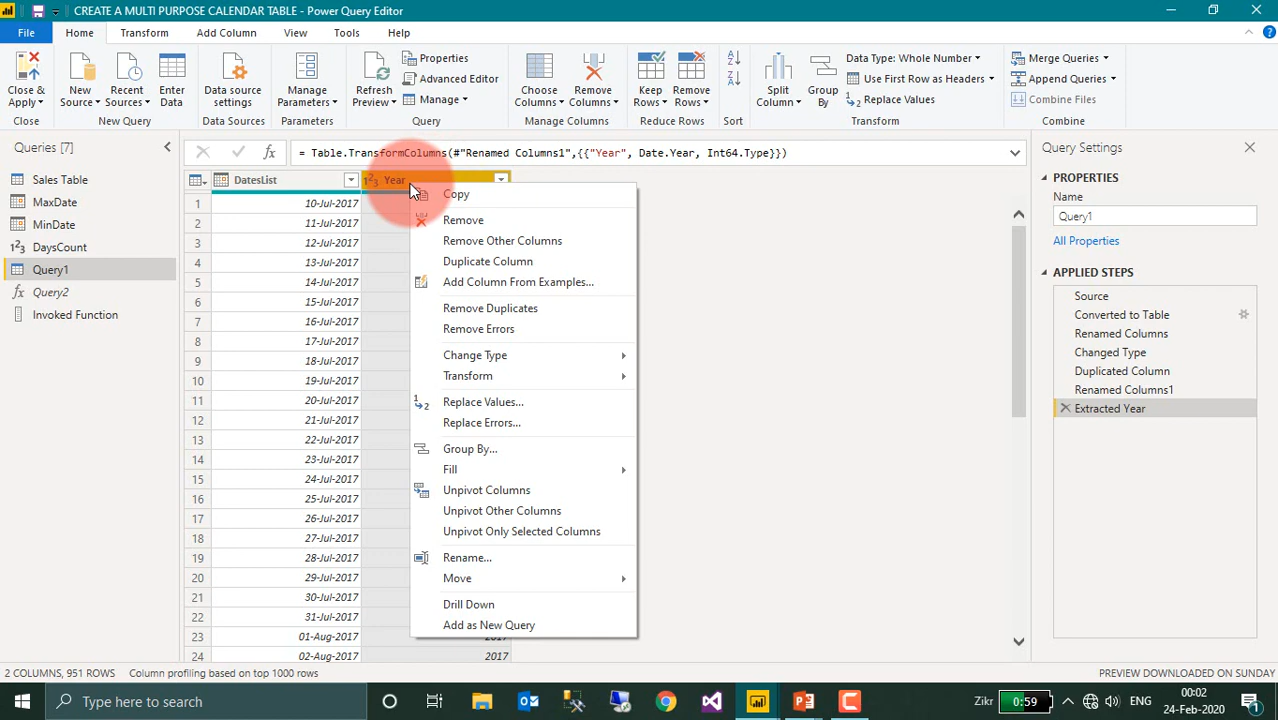 CREATE A MULTI PURPOSE CALENDAR TABLE - Power Query Editor
File Home Transform Add Column View Tools Help
Close & Apply
Close
New Source
Recent Sources
Enter Data
New Query
Data source settings
Data Sources
Manage Parameters
Parameters
Refresh Preview
Properties
Advanced Editor
Manage
Query
Choose Columns
Remove Columns
Manage Columns
Keep Rows
Remove Rows
Reduce Rows
Sort
Split Column
Group By
Data Type: Whole Number
Use First Row as Headers
Replace Values
Transform
Merge Queries
Append Queries
Combine Files
Combine
Queries [7]
Sales Table
MaxDate
MinDate
DaysCount
Query1
Query2
Invoked Function
= Table.TransformColumns(#"Renamed Columns1",{{"Year", Date.Year, Int64.Type}})
DatesList Year
1 10-Jul-2017
2 11-Jul-2017
3 12-Jul-2017
4 13-Jul-2017
5 14-Jul-2017
6 15-Jul-2017
7 16-Jul-2017
8 17-Jul-2017
9 18-Jul-2017
10 19-Jul-2017
11 20-Jul-2017
12 21-Jul-2017
13 22-Jul-2017
14 23-Jul-2017
15 24-Jul-2017
16 25-Jul-2017
17 26-Jul-2017
18 27-Jul-2017
19 28-Jul-2017
20 29-Jul-2017
21 30-Jul-2017
22 31-Jul-2017
23 01-Aug-2017 2017
24 02-Aug-2017 2017
Copy
Remove
Remove Other Columns
Duplicate Column
Add Column From Examples...
Remove Duplicates
Remove Errors
Change Type
Transform
Replace Values...
Replace Errors...
Group By...
Fill
Unpivot Columns
Unpivot Other Columns
Unpivot Only Selected Columns
Rename...
Move
Drill Down
Add as New Query
Query Settings
PROPERTIES
Name
Query1
All Properties
APPLIED STEPS
Source
Converted to Table
Renamed Columns
Changed Type
Duplicated Column
Renamed Columns1
Extracted Year
2 COLUMNS, 951 ROWS Column profiling based on top 1000 rows PREVIEW DOWNLOADED ON SUNDAY
Type here to search
Zikr 0:59 ENG
00:02
24-Feb-2020